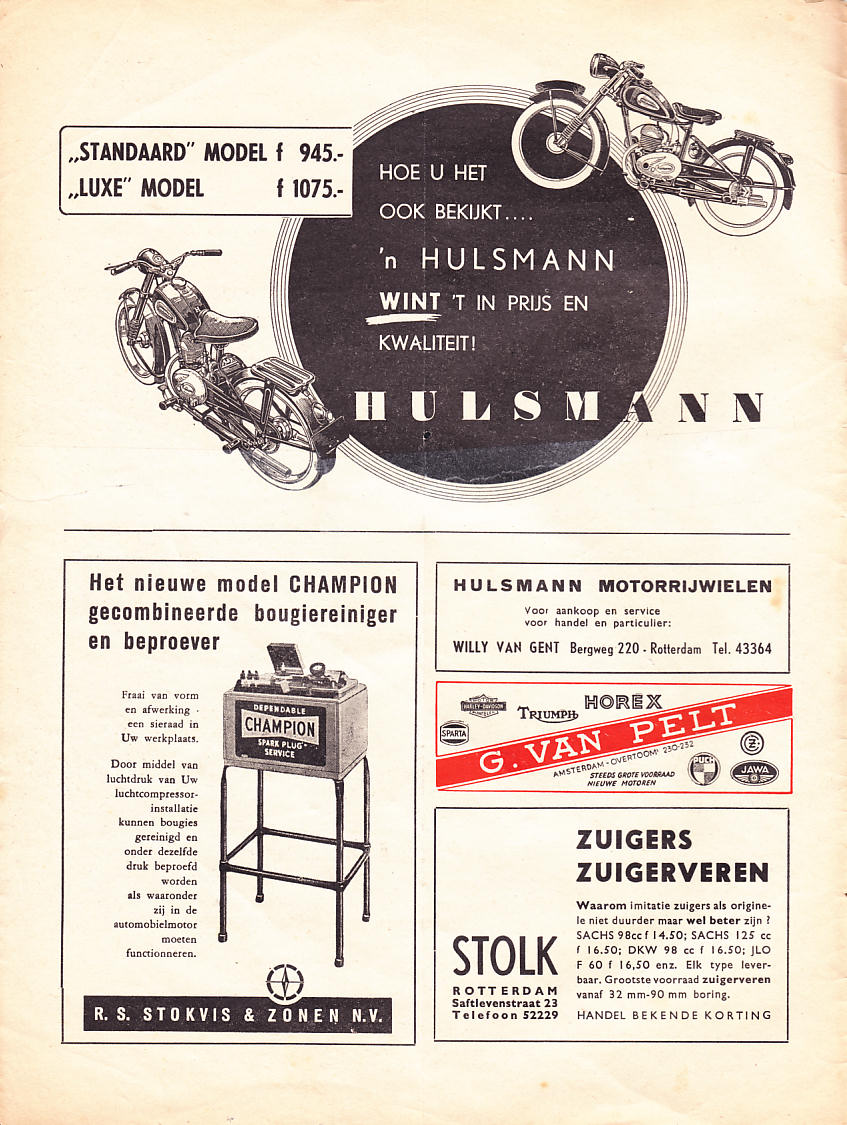 „STANDAARD" MODEL f 945.-
„LUXE" MODEL f 1075.-
HOE U HET
OOK BEKIJKT....
'n HULSMANN
WINT 'T IN PRIJS EN
KWALITEIT!
HULSMANN
Het nieuwe model CHAMPION
gecombineerde bougiereiniger
en beproever
Fraai van vorm
en afwerking -
een sieraad in
Uw werkplaats.
Door middel van
luchtdruk van Uw
luchtcompressor-
installatie
kunnen bougies
gereinigd en
onder dezelfde
druk beproefd
worden
als waaronder
zij in de
automobielmotor
moeten
functionneren.
DEPENDABLE
CHAMPION
SPARK PLUG
SERVICE
R. S. STOKVIS & ZONEN N.V.
HULSMANN MOTORRIJWIELEN
Voor aankoop en service
voor handel en particulier:
WILLY VAN GENT Bergweg 220 - Rotterdam Tel. 43364
HARLEY-DAVIDSON
TRIUMPH
HOREX
SPARTA
G. VAN PELT
AMSTERDAM - OVERTOOM 230-232
STEEDS GROTE VOORRAAD
NIEUWE MOTOREN
PUCH
CZ
JAWA
ZUIGERS
ZUIGERVEREN
Waarom imitatie zuigers als origine-
le niet duurder maar wel beter zijn ?
SACHS 98cc f 14.50; SACHS 125 cc
f 16.50; DKW 98 cc f 16.50; JLO
F 60 f 16,50 enz. Elk type lever-
baar. Grootste voorraad zuigerveren
vanaf 32 mm-90 mm boring.
HANDEL BEKENDE KORTING
STOLK
ROTTERDAM
Saftlevenstraat 23
Telefoon 52229